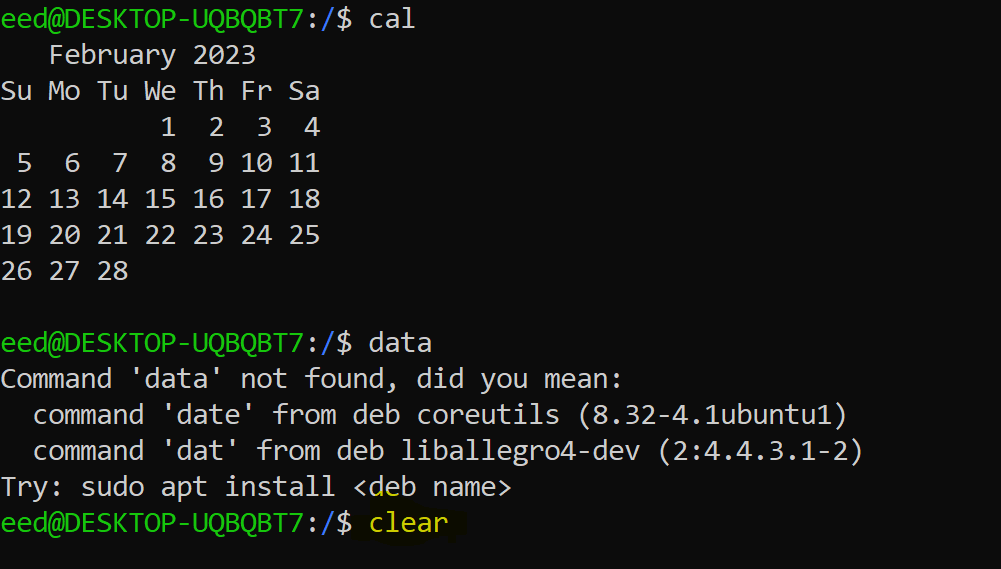 eed@DESKTOP-UQBQBT7:/$ cal
   February 2023
Su Mo Tu We Th Fr Sa
          1  2  3  4
 5  6  7  8  9 10 11
12 13 14 15 16 17 18
19 20 21 22 23 24 25
26 27 28
eed@DESKTOP-UQBQBT7:/$ data
Command 'data' not found, did you mean:
  command 'date' from deb coreutils (8.32-4.1ubuntu1)
  command 'dat' from deb liballegro4-dev (2:4.4.3.1-2)
Try: sudo apt install <deb name>
eed@DESKTOP-UQBQBT7:/$ clear